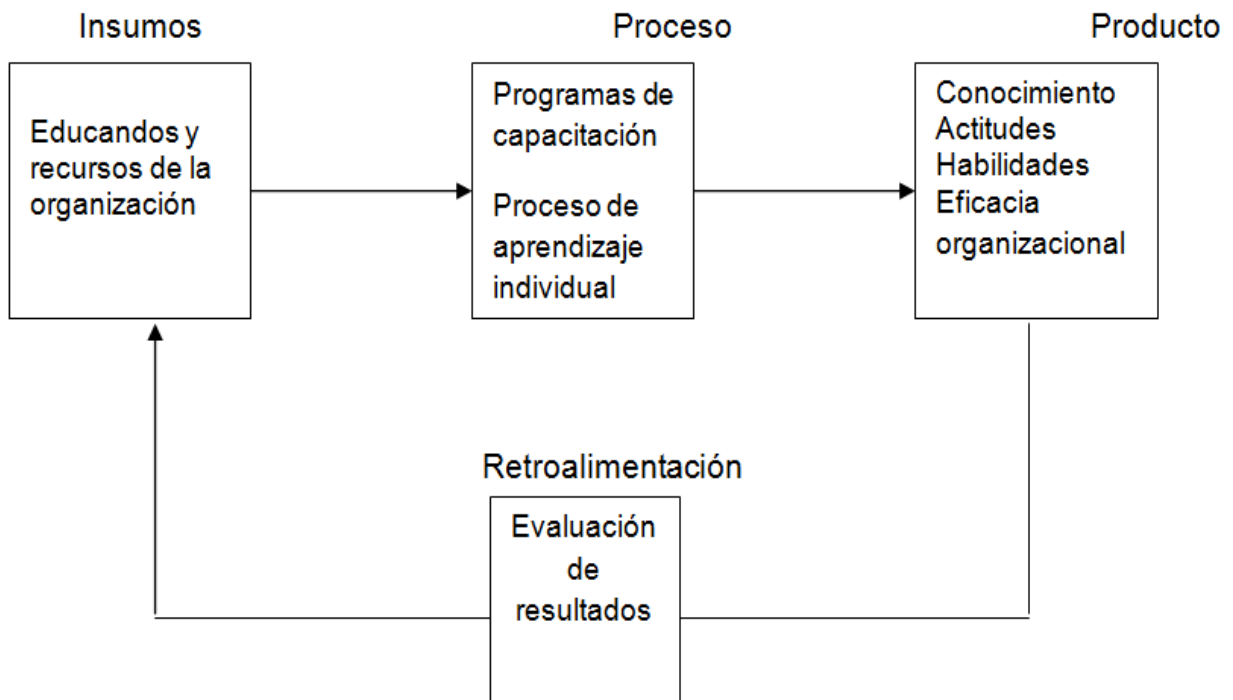 Insumos
Educandos y
recursos de la
organización
Proceso
Programas de
capacitación
Proceso de
aprendizaje
individual
Producto
Conocimiento
Actitudes
Habilidades
Eficacia
organizacional
Retroalimentación
Evaluación
de
resultados